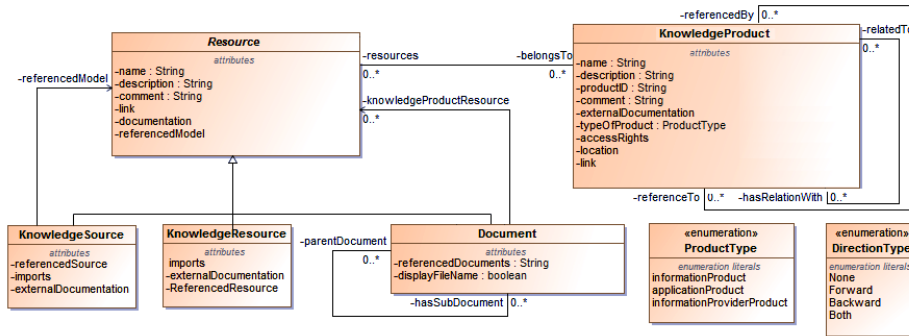 -referencedBy
0..*
Resource
attributes
-name : String
-description : String
-comment : String
-link
-documentation
-referencedModel
-resources
0..*
-belongsTo
0..*
KnowledgeProduct
attributes
-name : String
-description : String
-productID : String
-comment : String
-externalDocumentation
-typeOfProduct : ProductType
-accessRights
-location
-link
-relatedTo
0..*
-referencedModel
-knowledgeProductResource
0..*
-referenceTo
0..*
-hasRelationWith
0..*
KnowledgeSource
attributes
-referencedSource
-imports
-externalDocumentation
KnowledgeResource
attributes
imports
-externalDocumentation
-ReferencedResource
-parentDocument
0..*
Document
attributes
-referencedDocuments : String
-displayFileName : boolean
-hasSubDocument
0..*
«enumeration»
ProductType
enumeration literals
informationProduct
applicationProduct
informationProviderProduct
«enumeration»
DirectionType
enumeration literals
None
Forward
Backward
Both